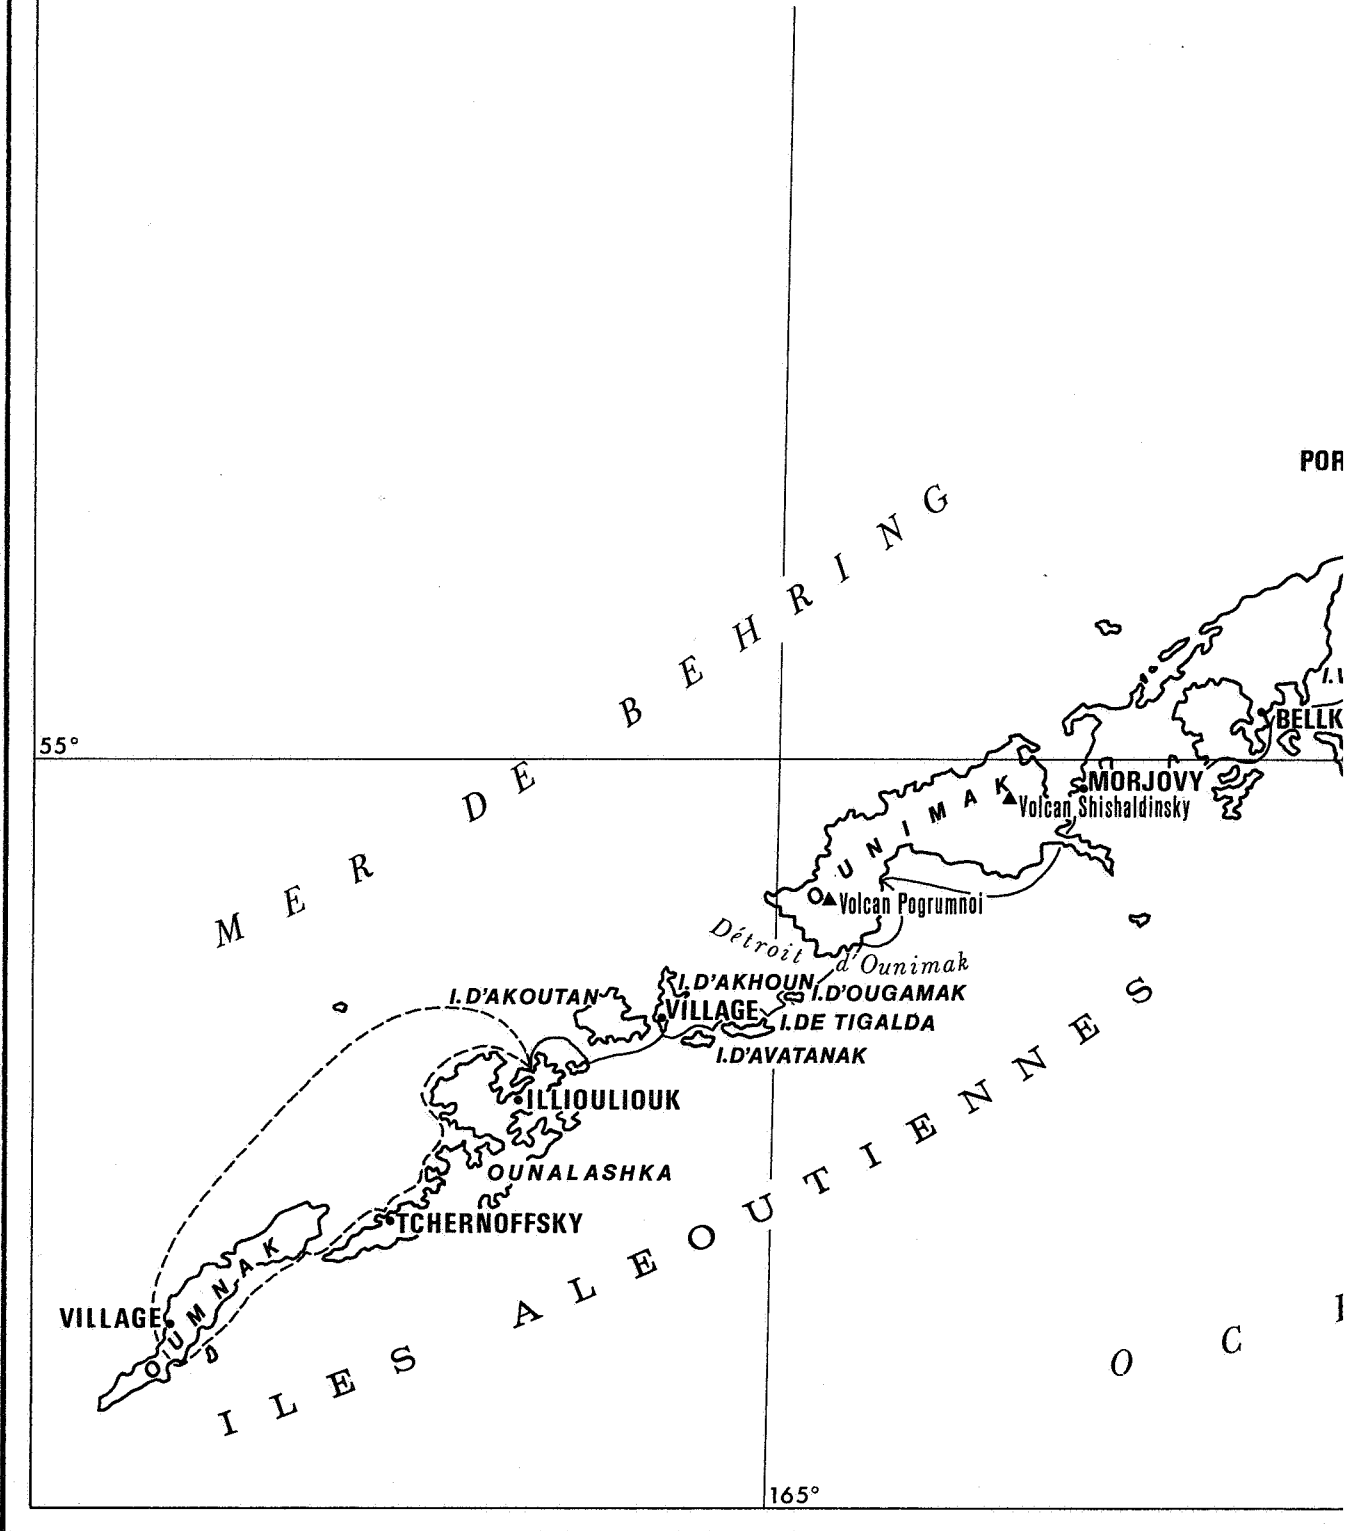 POR
MER DE BEHRING
I.V
BELLK
55°
MORJOVY
Volcan Shishaldinsky
OUNIMAK
Volcan Pogrumnoi
Détroit d'Ounimak
I.D'AKHOUN
I.D'AKOUTAN
I.D'OUGAMAK
VILLAGE
I.DE TIGALDA
I.D'AVATANAK
ILLIOULIOUK
OUNALASHKA
TCHERNOFFSKY
OUMNAK
VILLAGE
ILES ALEOUTIENNES
OC
165°